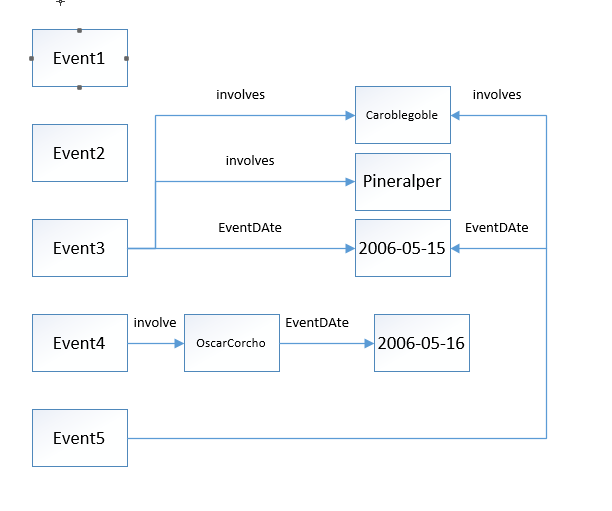 Event1
involves
involves
Caroblegoble
Event2
involves
Pineralper
EventDAte
EventDAte
Event3
2006-05-15
involve
EventDAte
Event4
OscarCorcho
2006-05-16
Event5